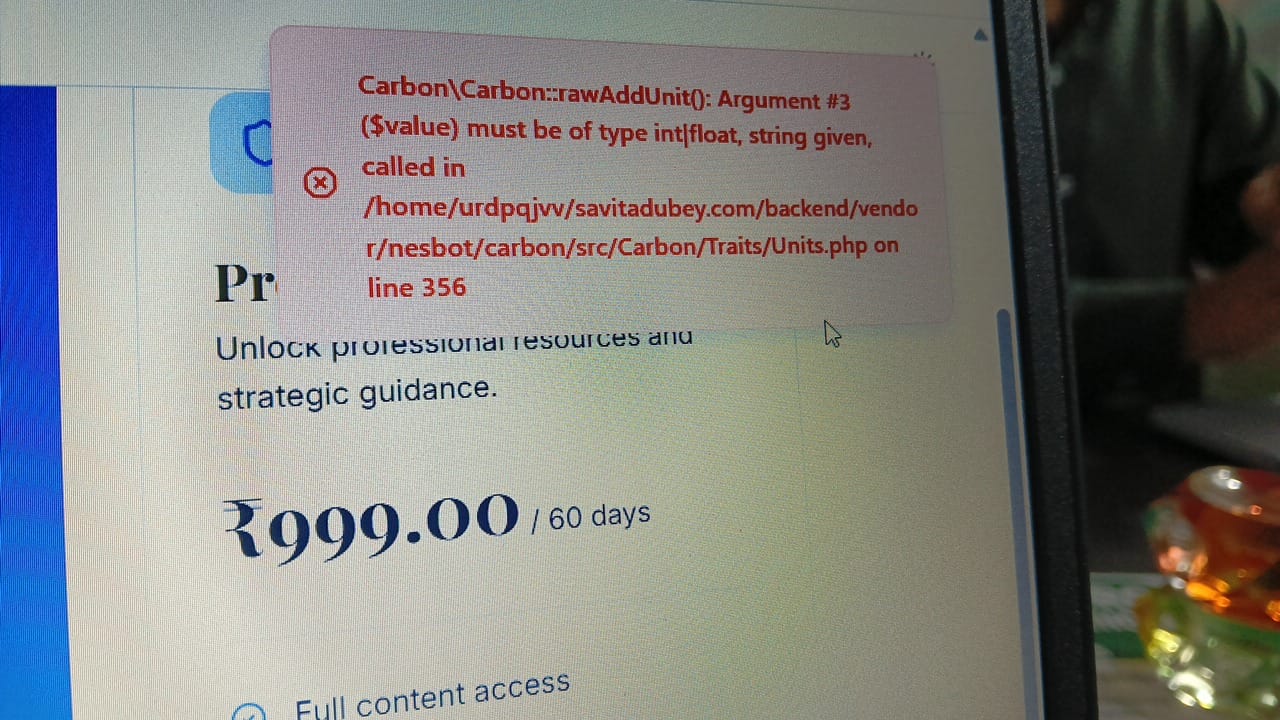 Carbon\Carbon::rawAddUnit(): Argument #3
($value) must be of type int|float, string given,
called in
/home/urdpqjvv/savitadubey.com/backend/vendo
r/nesbot/carbon/src/Carbon/Traits/Units.php on
line 356
Pr
Unlock professional resources and
strategic guidance.
₹999.00 / 60 days
Full content access